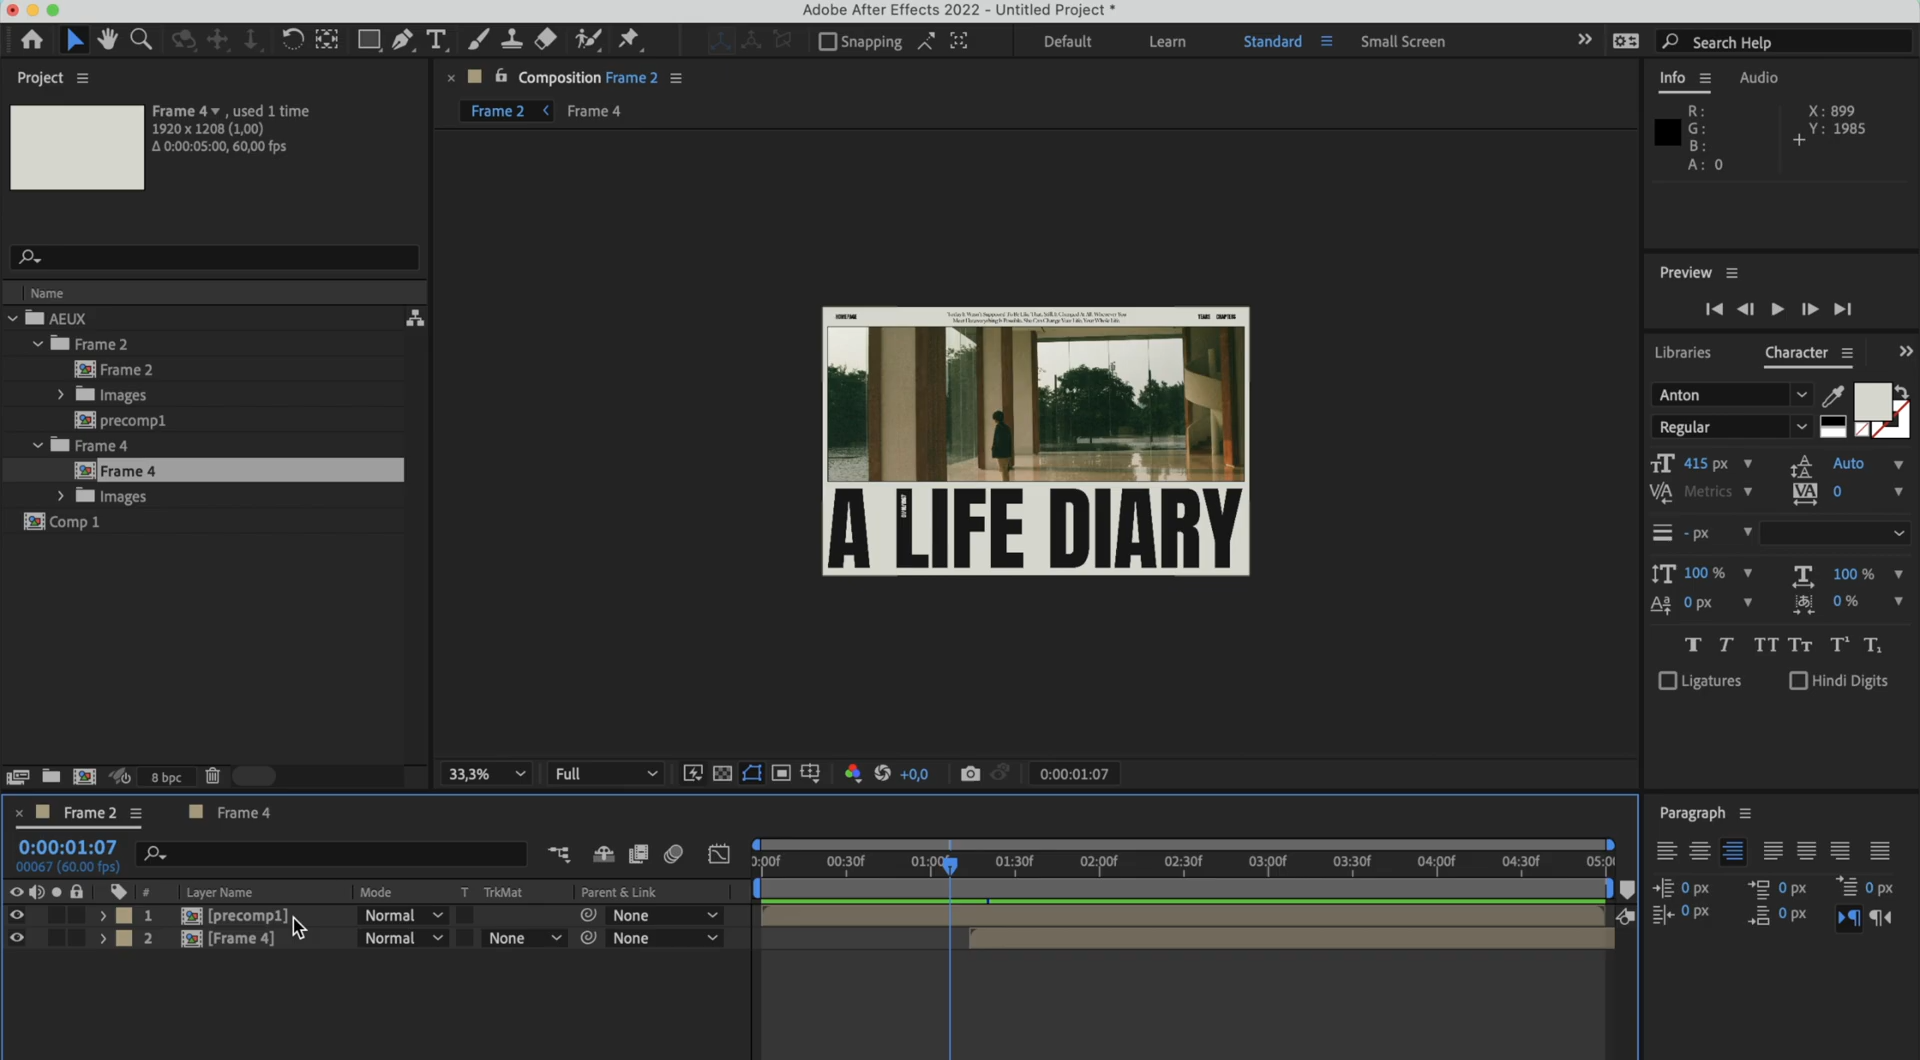 Adobe After Effects 2022 - Untitled Project *
Snapping
Default
Learn
Standard
Small Screen
Search Help
Project
Frame 4 , used 1 time
1920 x 1208 (1,00)
Δ 0:00:05:00, 60,00 fps
Name
AEUX
Frame 2
Frame 2
Images
precomp1
Frame 4
Frame 4
Images
Comp 1
8 bpc
Composition Frame 2
Frame 2
Frame 4
HOMEPAGE
TEARS CHAPTERS
A LIFE DIARY
33,3%
Full
+0,0
0:00:01:07
Info
Audio
R:
G:
B:
A: 0
X: 899
Y: 1985
Preview
Libraries
Character
Anton
Regular
415 px
Auto
Metrics
0
- px
100 %
100 %
0 px
0 %
Ligatures
Hindi Digits
Frame 2
Frame 4
0:00:01:07
00067 (60.00 fps)
0:00f 00:30f 01:00f 01:30f 02:00f 02:30f 03:00f 03:30f 04:00f 04:30f 05:00
# Layer Name Mode T TrkMat Parent & Link
1 [precomp1] Normal None
2 [Frame 4] Normal None None
Paragraph
0 px 0 px 0 px
0 px 0 px